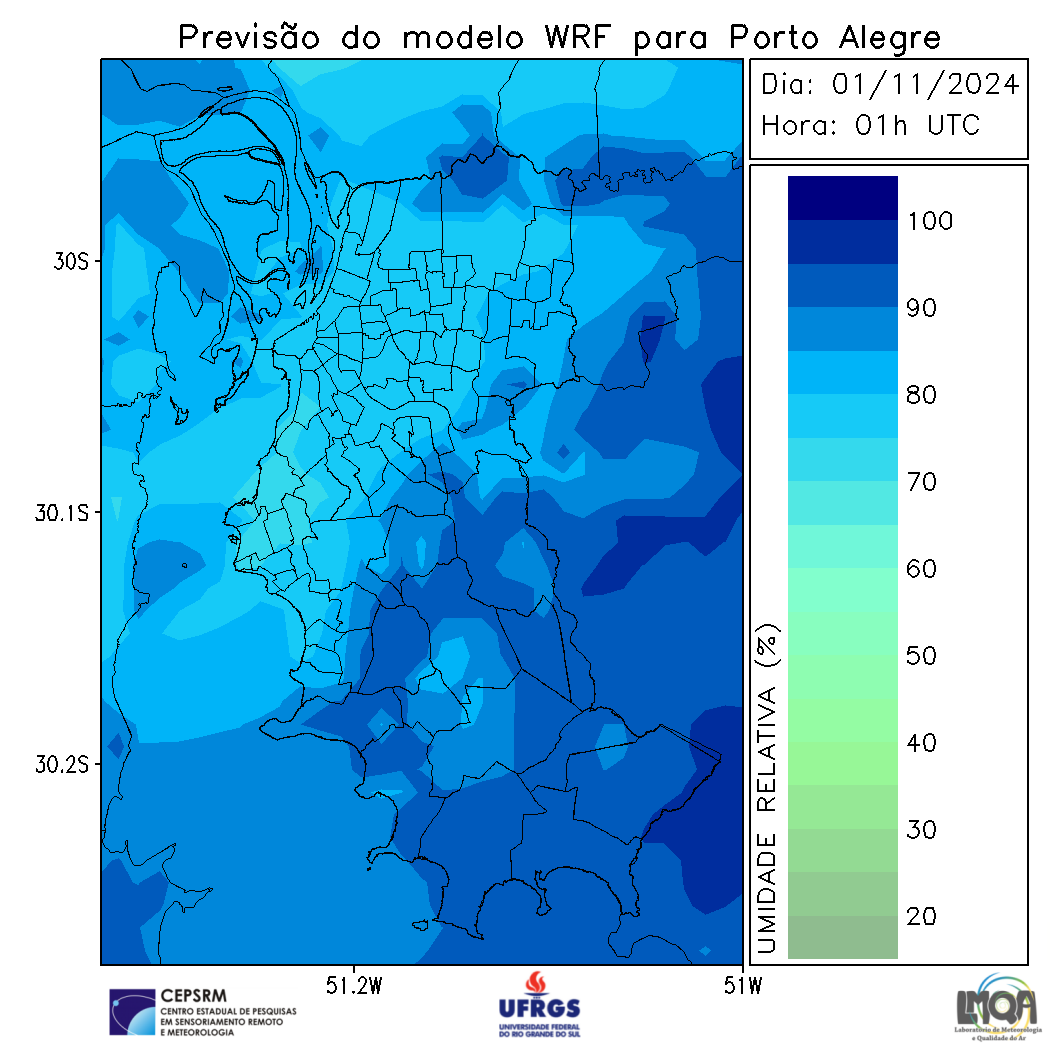 Previsão do modelo WRF para Porto Alegre
Dia: 01/11/2024
Hora: 01h UTC
30S
30.1S
30.2S
51.2W
51W
UMIDADE RELATIVA (%)
100
90
80
70
60
50
40
30
20
CEPSRM
CENTRO ESTADUAL DE PESQUISAS
EM SENSORIAMENTO REMOTO
E METEOROLOGIA
UFRGS
UNIVERSIDADE FEDERAL
DO RIO GRANDE DO SUL
LMQA
Laboratório de Meteorologia
e Qualidade do Ar